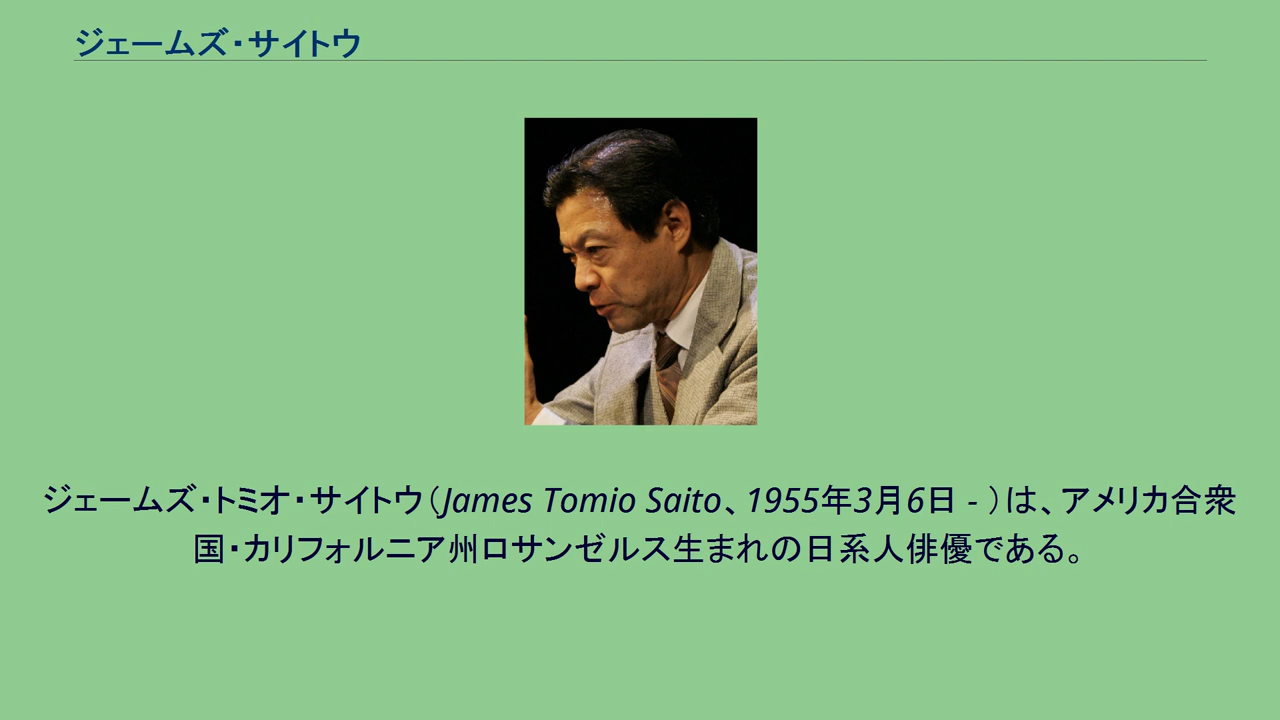 ジェームズ・サイトウ
ジェームズ・トミオ・サイトウ（James Tomio Saito、1955年3月6日 - ）は、アメリカ合衆
国・カリフォルニア州ロサンゼルス生まれの日系人俳優である。